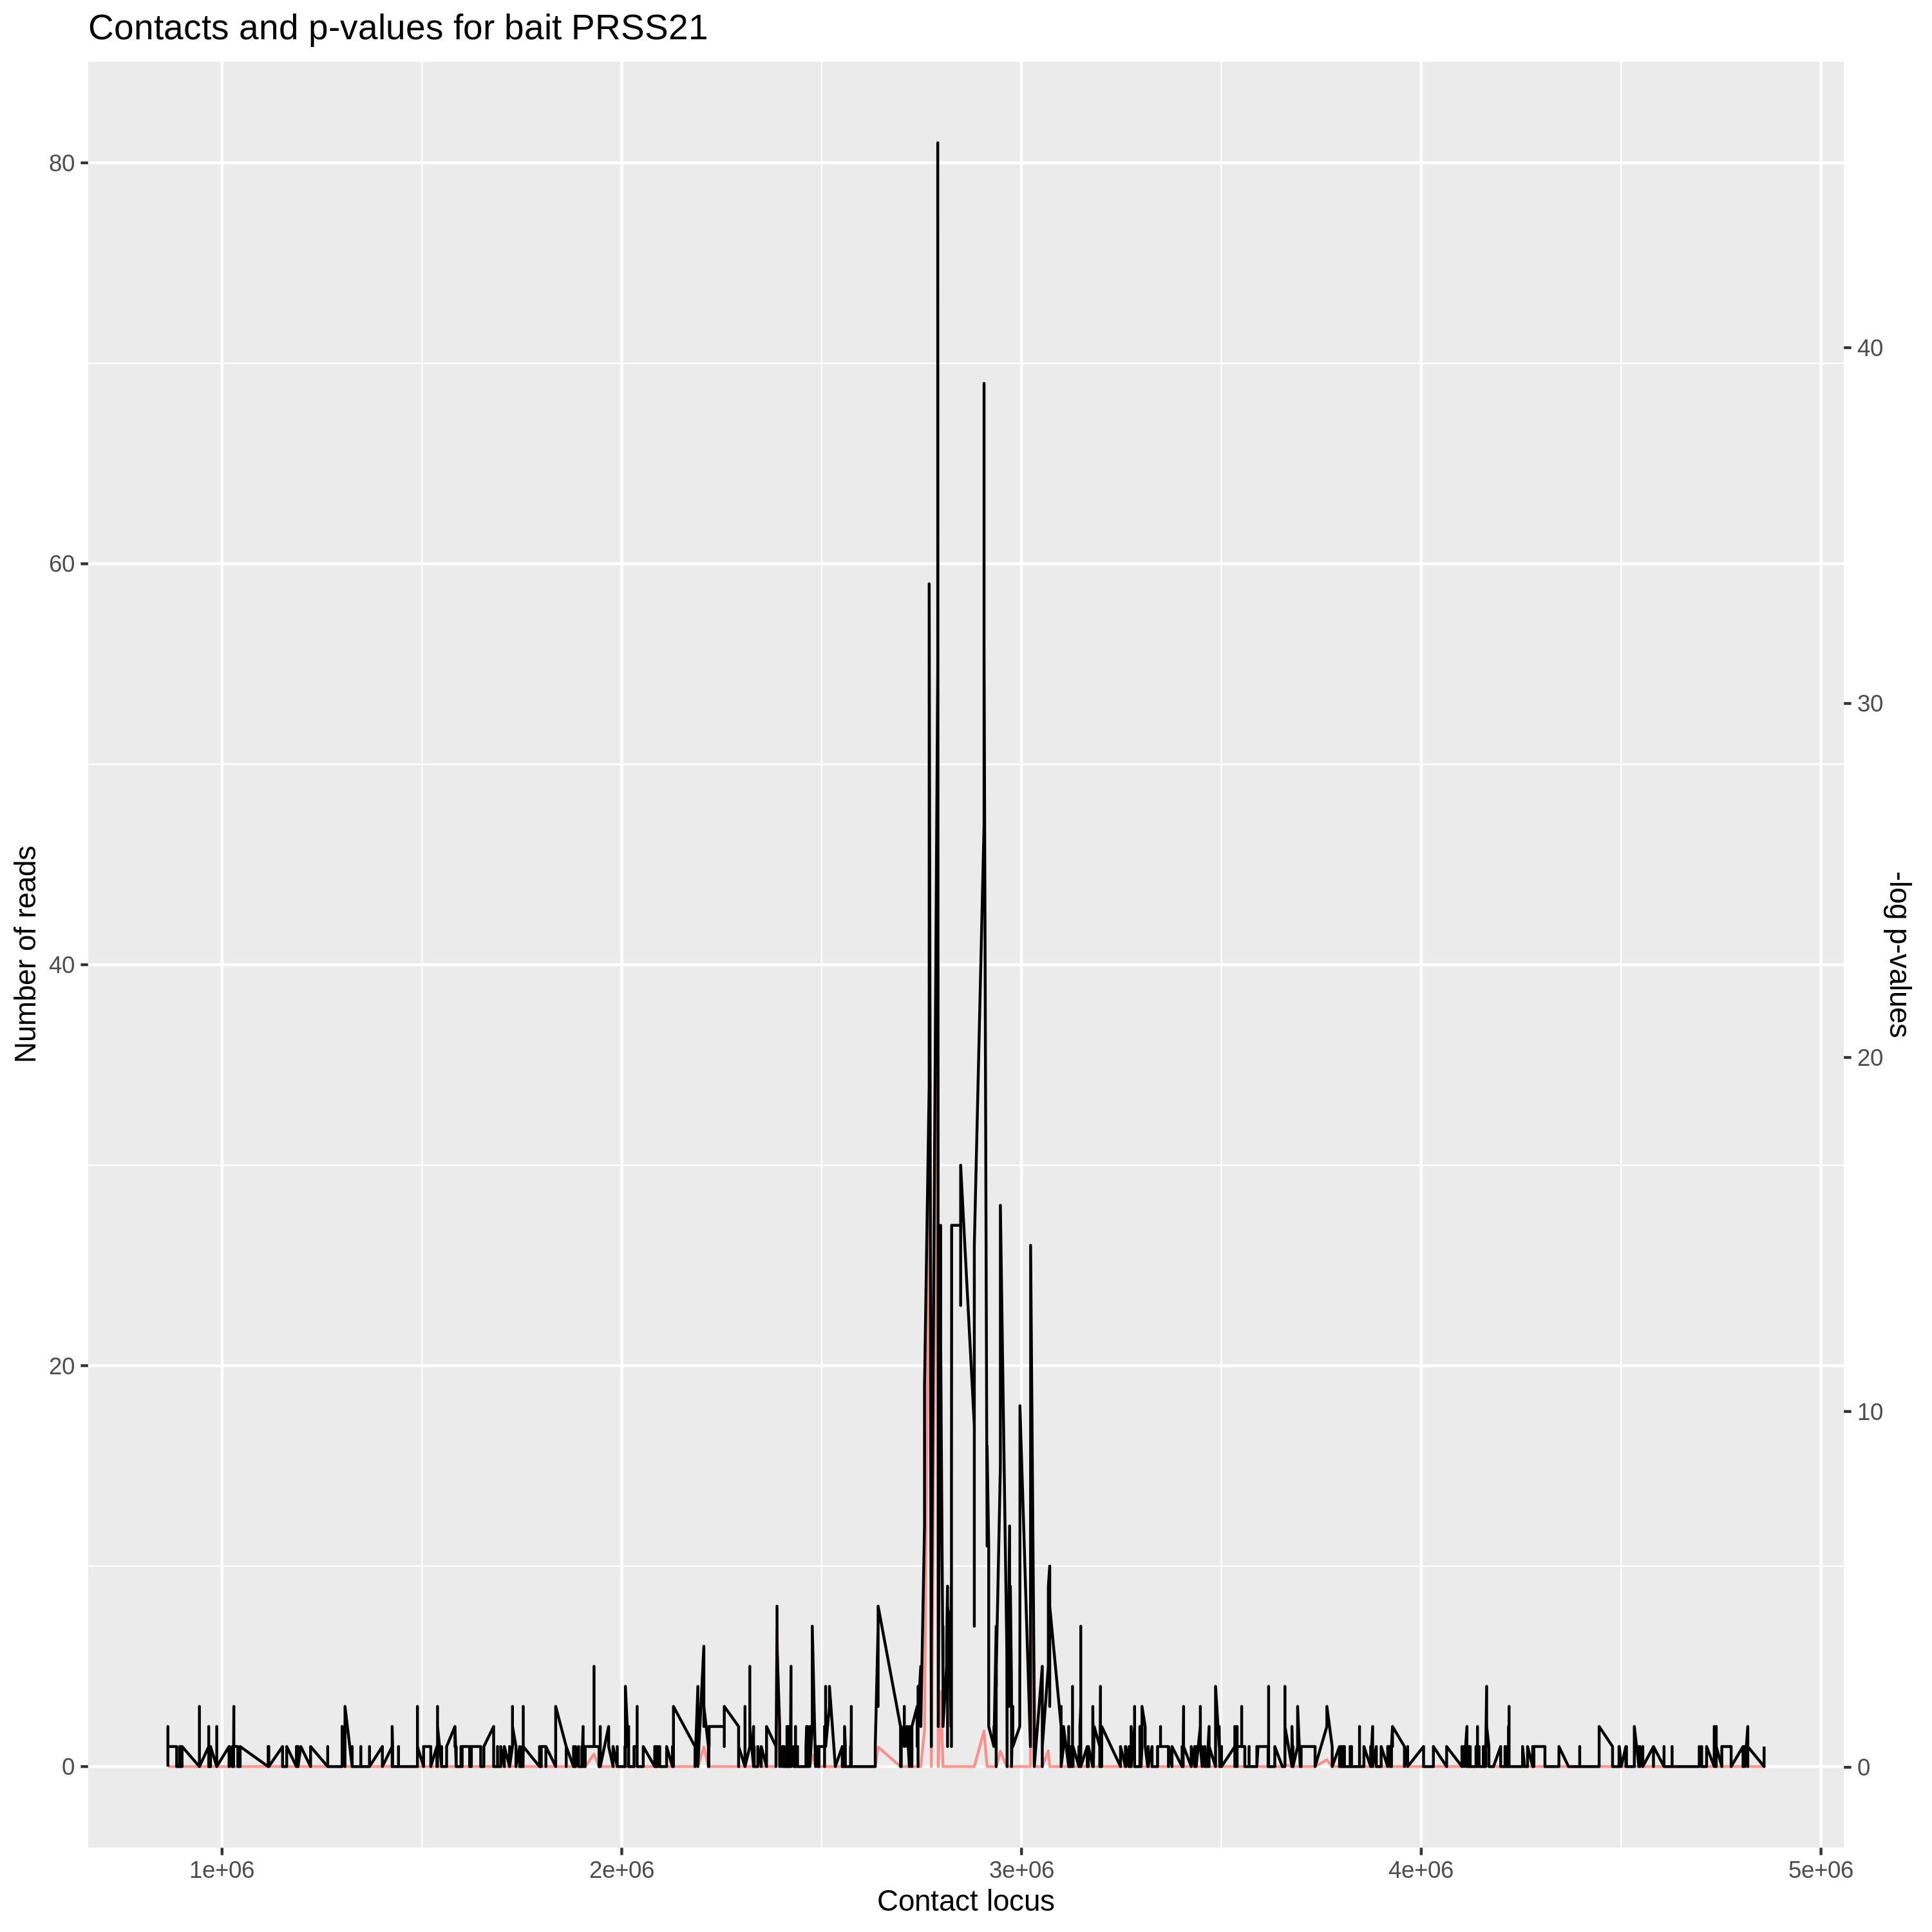 Contacts and p-values for bait PRSS21
80
60
40
20
0
Number of reads
40
30
20
10
0
-log p-values
1e+06
2e+06
3e+06
4e+06
5e+06
Contact locus